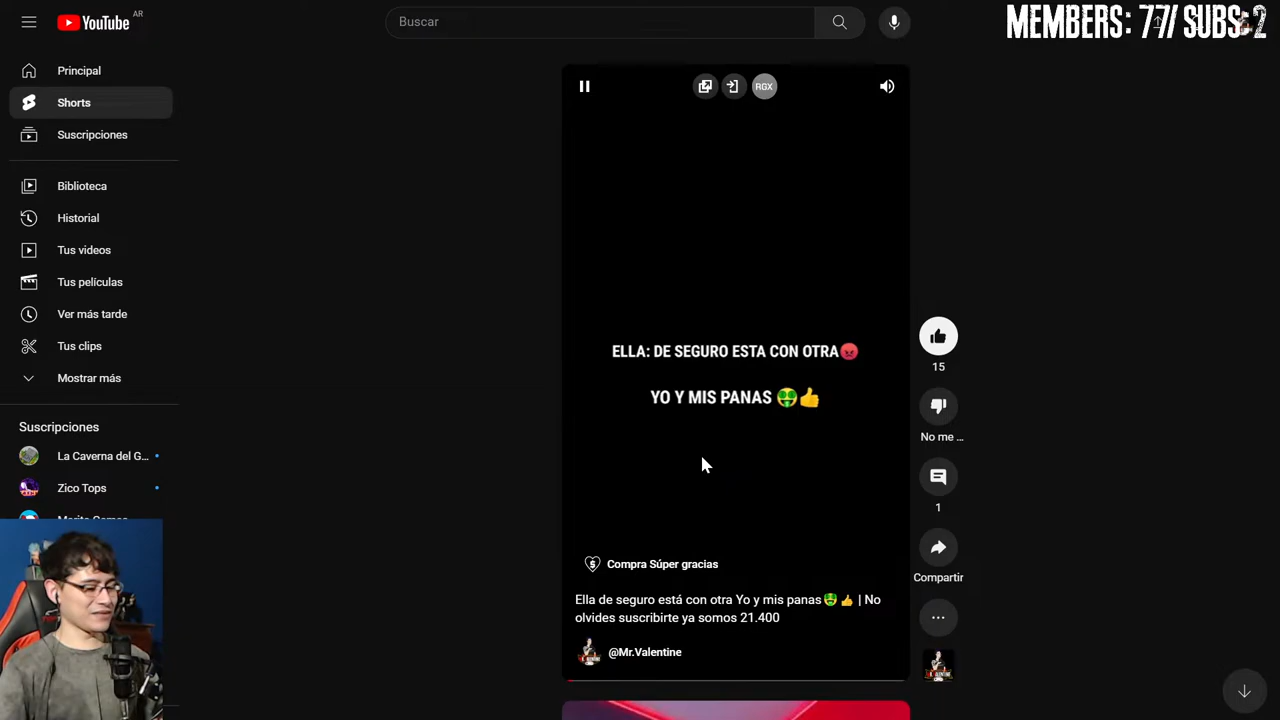 YouTube AR
Buscar
MEMBERS: 77/ SUBS:2
Principal
Shorts
Suscripciones
Biblioteca
Historial
Tus videos
Tus películas
Ver más tarde
Tus clips
Mostrar más
Suscripciones
La Caverna del G...
Zico Tops
RGX
ELLA: DE SEGURO ESTA CON OTRA😡
YO Y MIS PANAS 🤑👍
Compra Súper gracias
Ella de seguro está con otra Yo y mis panas🤑👍 | No
olvides suscribirte ya somos 21.400
@Mr.Valentine
15
No me ...
1
Compartir